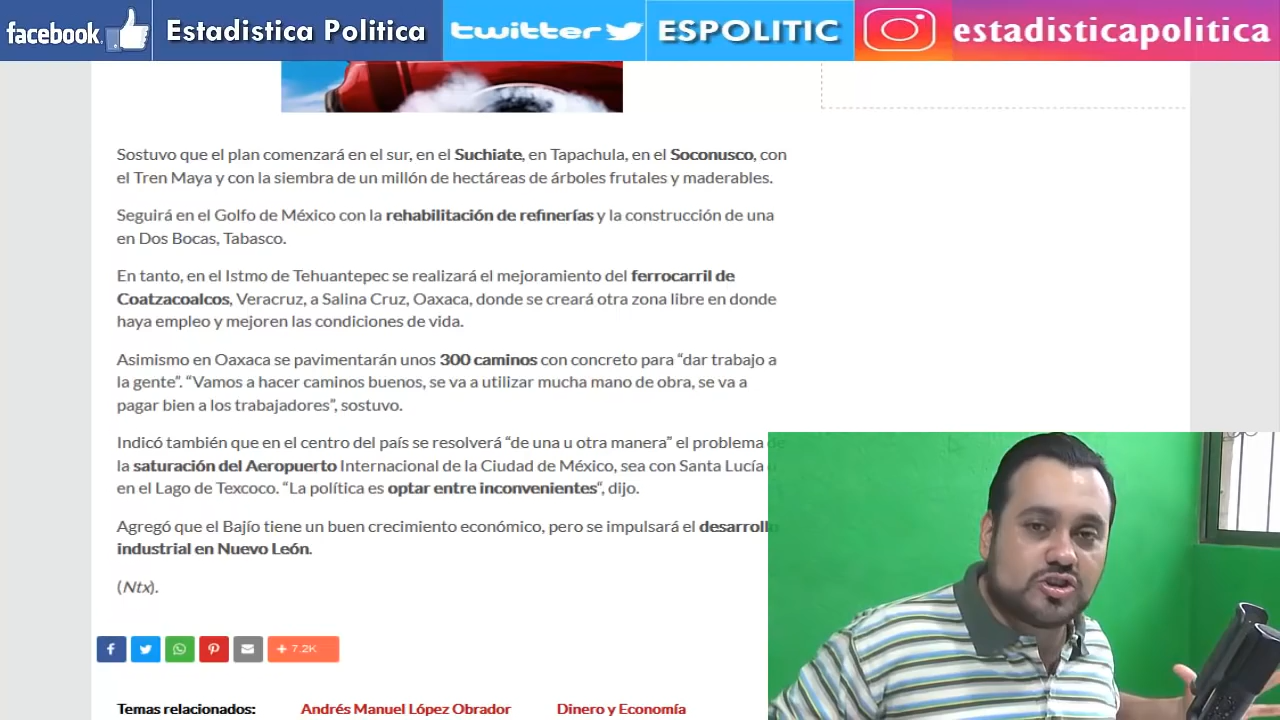 facebook. Estadistica Politica twitter ESPOLITIC estadisticapolitica
Sostuvo que el plan comenzará en el sur, en el Suchiate, en Tapachula, en el Soconusco, con
el Tren Maya y con la siembra de un millón de hectáreas de árboles frutales y maderables.
Seguirá en el Golfo de México con la rehabilitación de refinerías y la construcción de una
en Dos Bocas, Tabasco.
En tanto, en el Istmo de Tehuantepec se realizará el mejoramiento del ferrocarril de
Coatzacoalcos, Veracruz, a Salina Cruz, Oaxaca, donde se creará otra zona libre en donde
haya empleo y mejoren las condiciones de vida.
Asimismo en Oaxaca se pavimentarán unos 300 caminos con concreto para “dar trabajo a
la gente”. “Vamos a hacer caminos buenos, se va a utilizar mucha mano de obra, se va a
pagar bien a los trabajadores”, sostuvo.
Indicó también que en el centro del país se resolverá “de una u otra manera” el problema de
la saturación del Aeropuerto Internacional de la Ciudad de México, sea con Santa Lucía
en el Lago de Texcoco. “La política es optar entre inconvenientes“, dijo.
Agregó que el Bajío tiene un buen crecimiento económico, pero se impulsará el desarrollo
industrial en Nuevo León.
(Ntx).
+ 7.2K
Temas relacionados: Andrés Manuel López Obrador Dinero y Economía